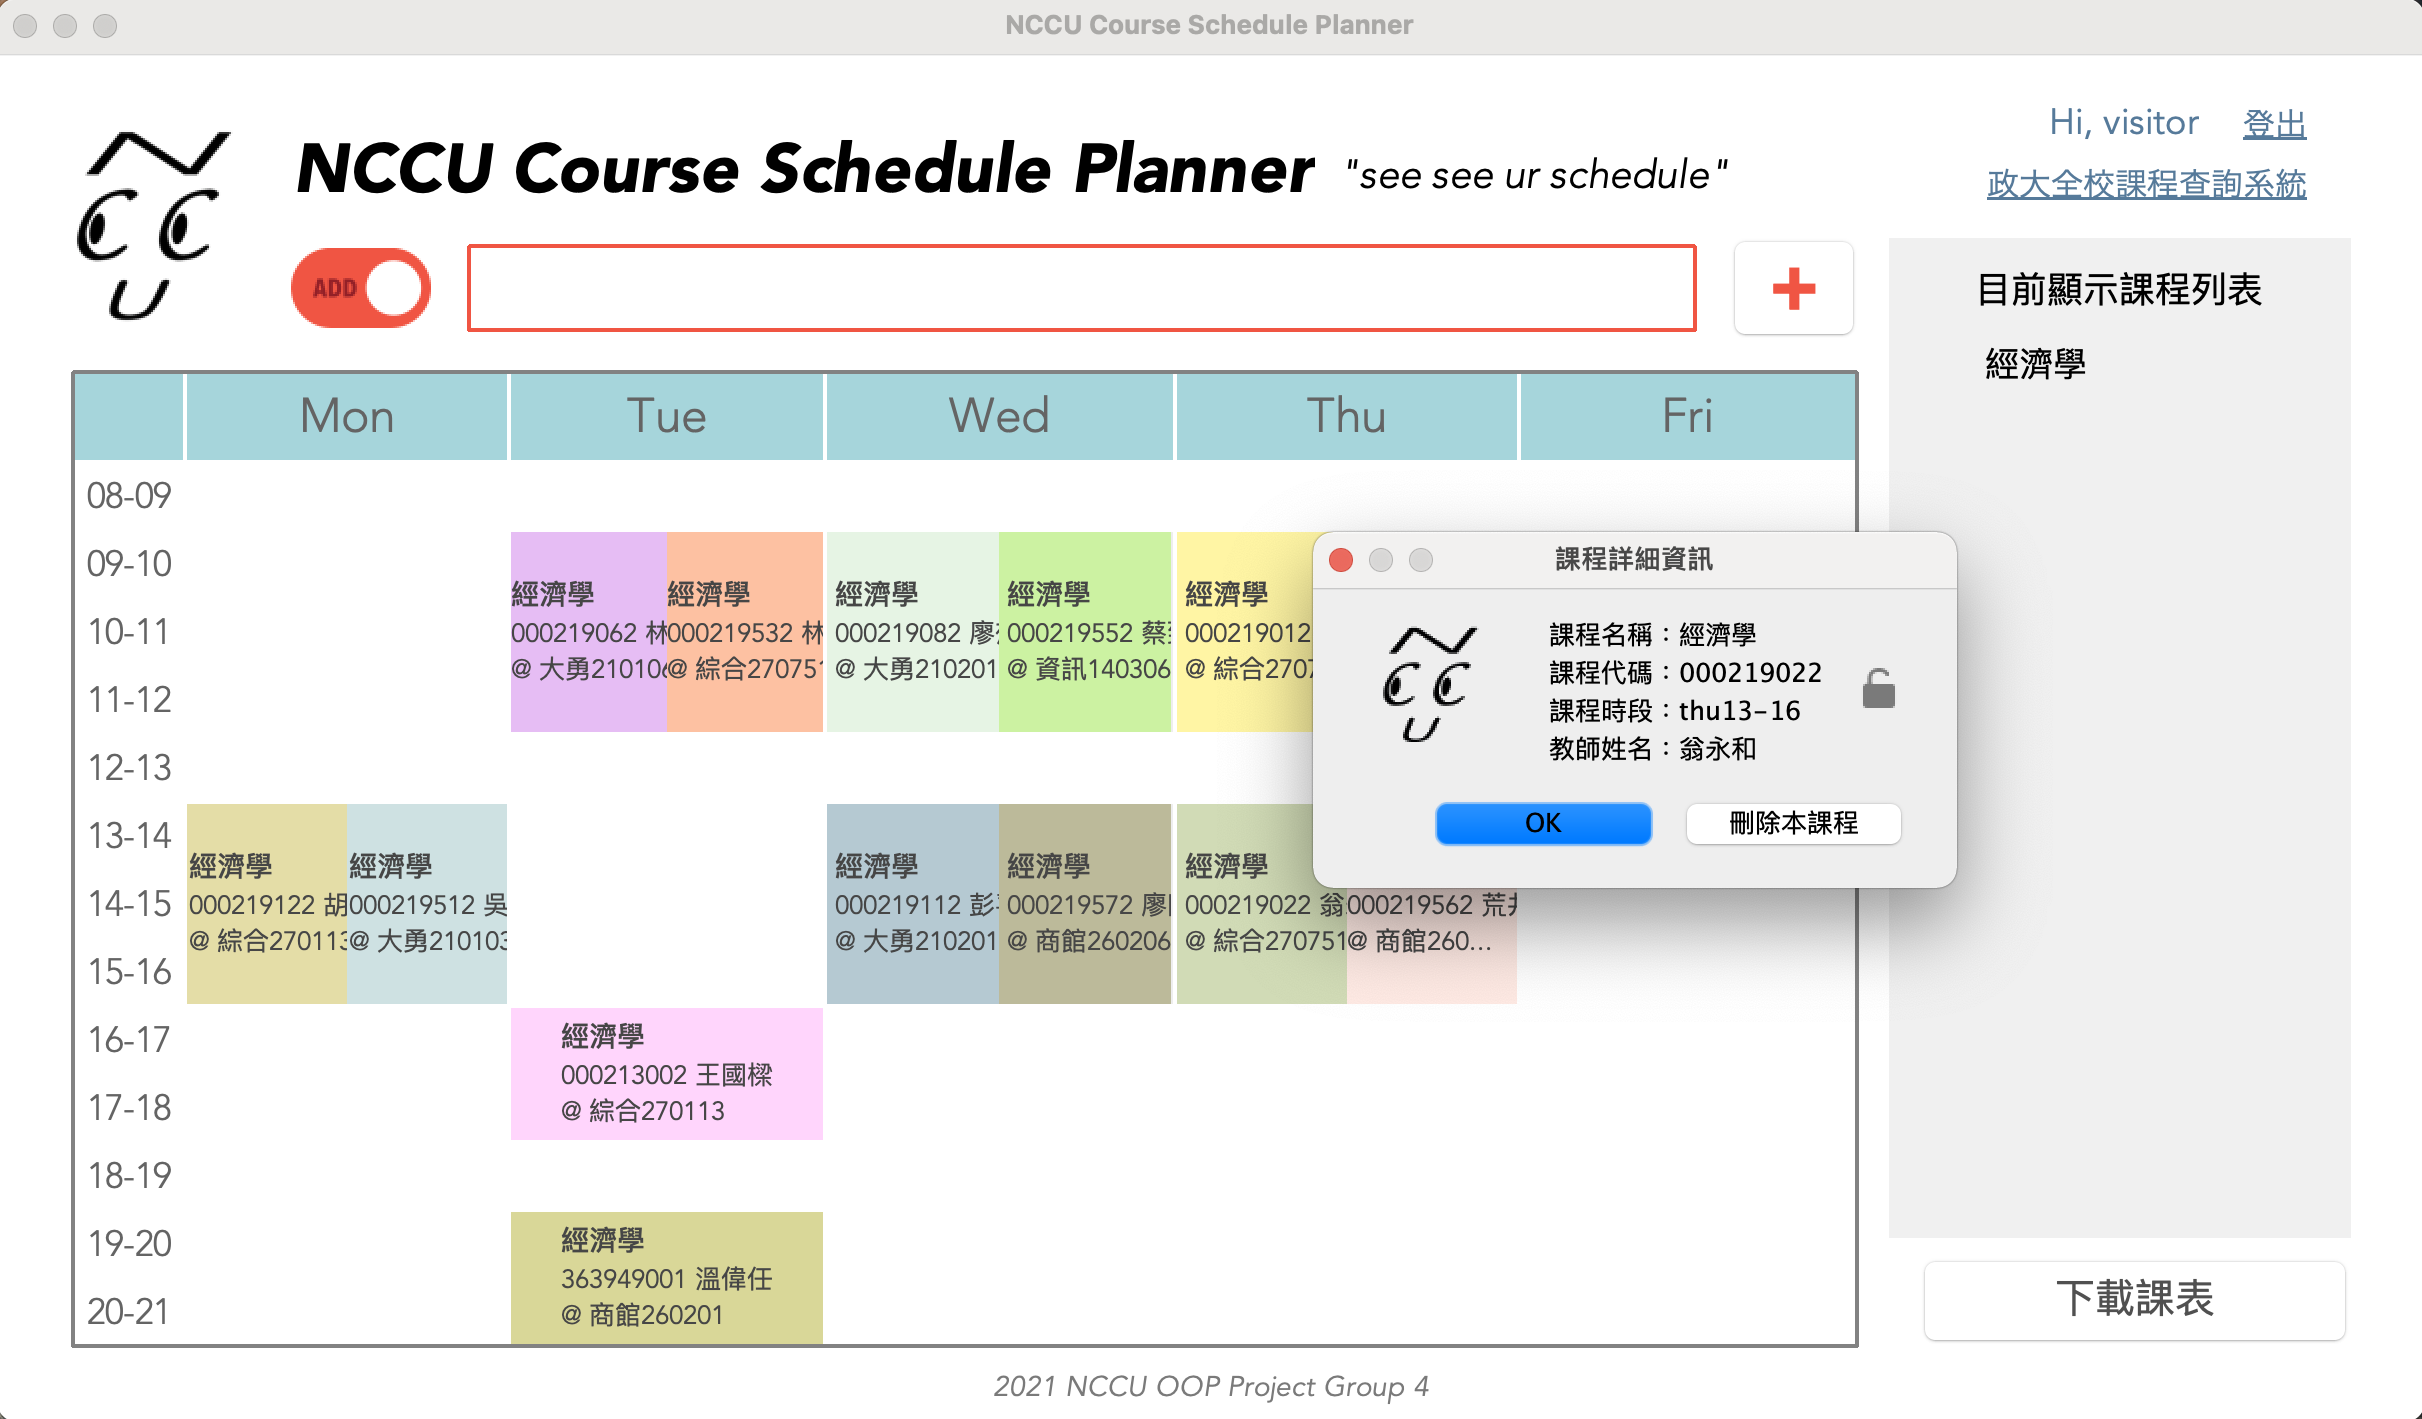 NCCU Course Schedule Planner
Hi, visitor 登出
NCCU Course Schedule Planner "see see ur schedule"
政大全校課程查詢系統
N
C C
U
ADD
+
目前顯示課程列表
經濟學
Mon Tue Wed Thu Fri
08-09
09-10
10-11
11-12
12-13
13-14
14-15
15-16
16-17
17-18
18-19
19-20
20-21
經濟學
000219122 胡
@ 綜合270113
經濟學
000219512 吳
@ 大勇210103
經濟學
000219062 林
@ 大勇210106
經濟學
000219532 林
@ 綜合270751
經濟學
000213002 王國樑
@ 綜合270113
經濟學
363949001 溫偉任
@ 商館260201
經濟學
000219082 廖
@ 大勇210201
經濟學
000219552 蔡
@ 資訊140306
經濟學
000219112 彭
@ 大勇210201
經濟學
000219572 廖
@ 商館260206
經濟學
000219012
@ 綜合2707
經濟學
000219022 翁
@ 綜合270751
000219562 荒
@ 商館260...
課程詳細資訊
N
C C
U
課程名稱：經濟學
課程代碼：000219022
課程時段：thu13-16
教師姓名：翁永和
OK 刪除本課程
下載課表
2021 NCCU OOP Project Group 4